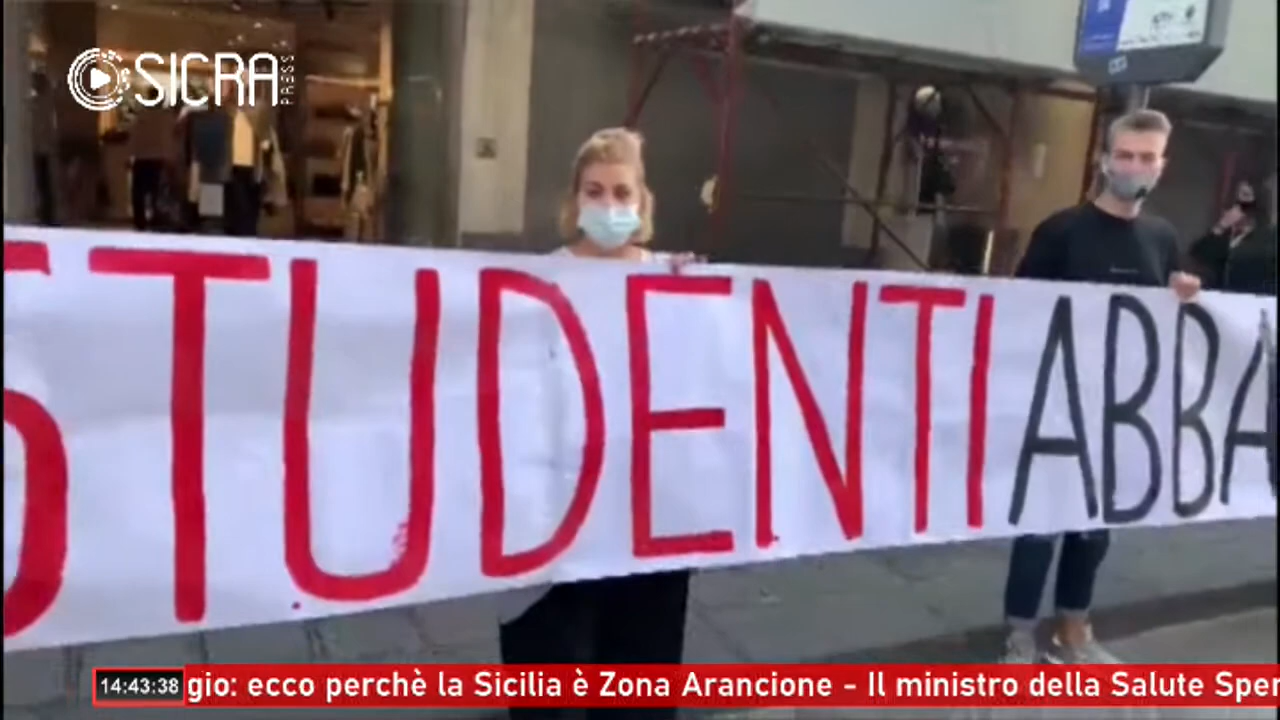 SICRA
PRESS
STUDENTI ABBA
14:43:38 gio: ecco perchè la Sicilia è Zona Arancione - Il ministro della Salute Sper